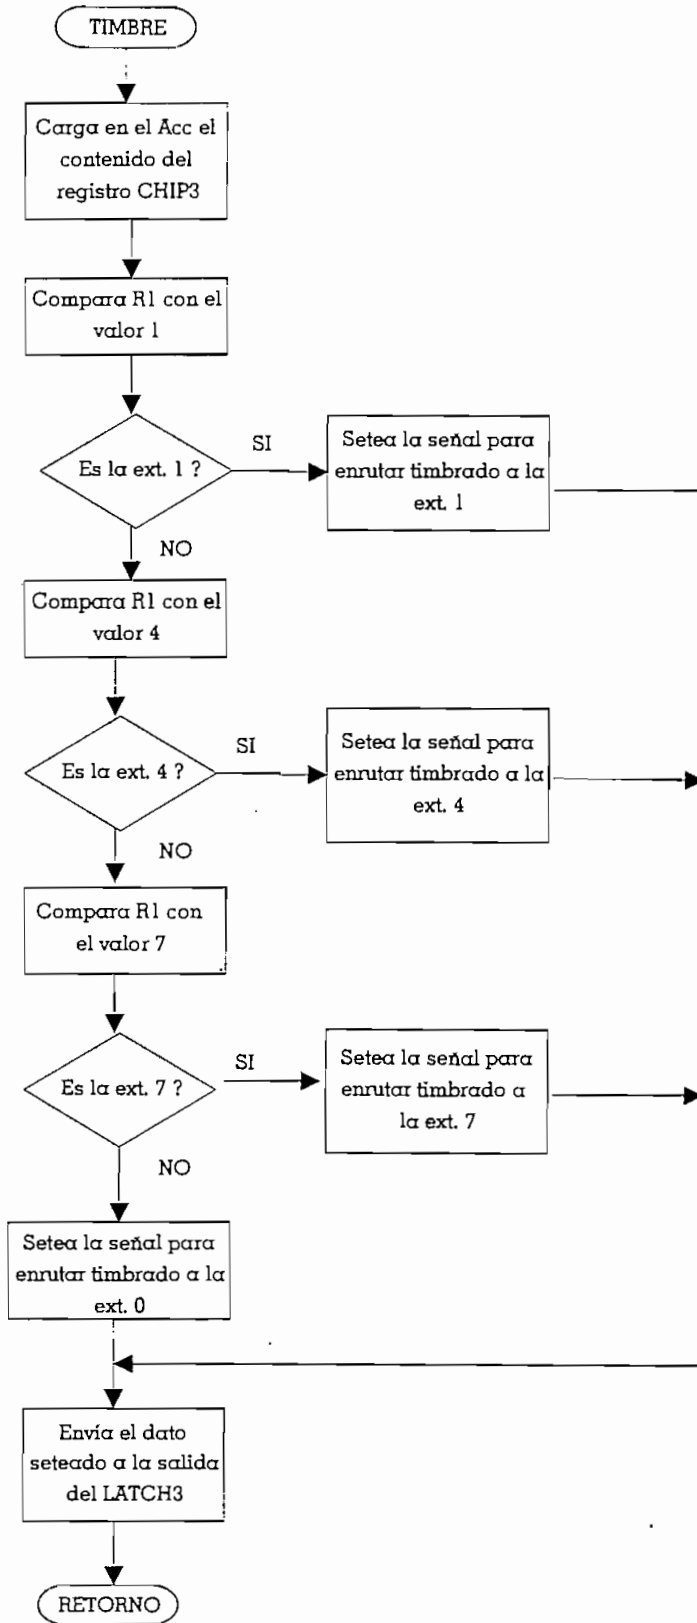 TIMBRE
Carga en el Acc el
contenido del
registro CHIP3
Compara R1 con el
valor 1
Es la ext. 1 ?
SI
Setea la señal para
enrutar timbrado a la
ext. 1
NO
Compara R1 con el
valor 4
Es la ext. 4 ?
SI
Setea la señal para
enrutar timbrado a la
ext. 4
NO
Compara R1 con
el valor 7
Es la ext. 7 ?
SI
Setea la señal para
enrutar timbrado a
la ext. 7
NO
Setea la señal para
enrutar timbrado a la
ext. 0
Envía el dato
seteado a la salida
del LATCH3
RETORNO